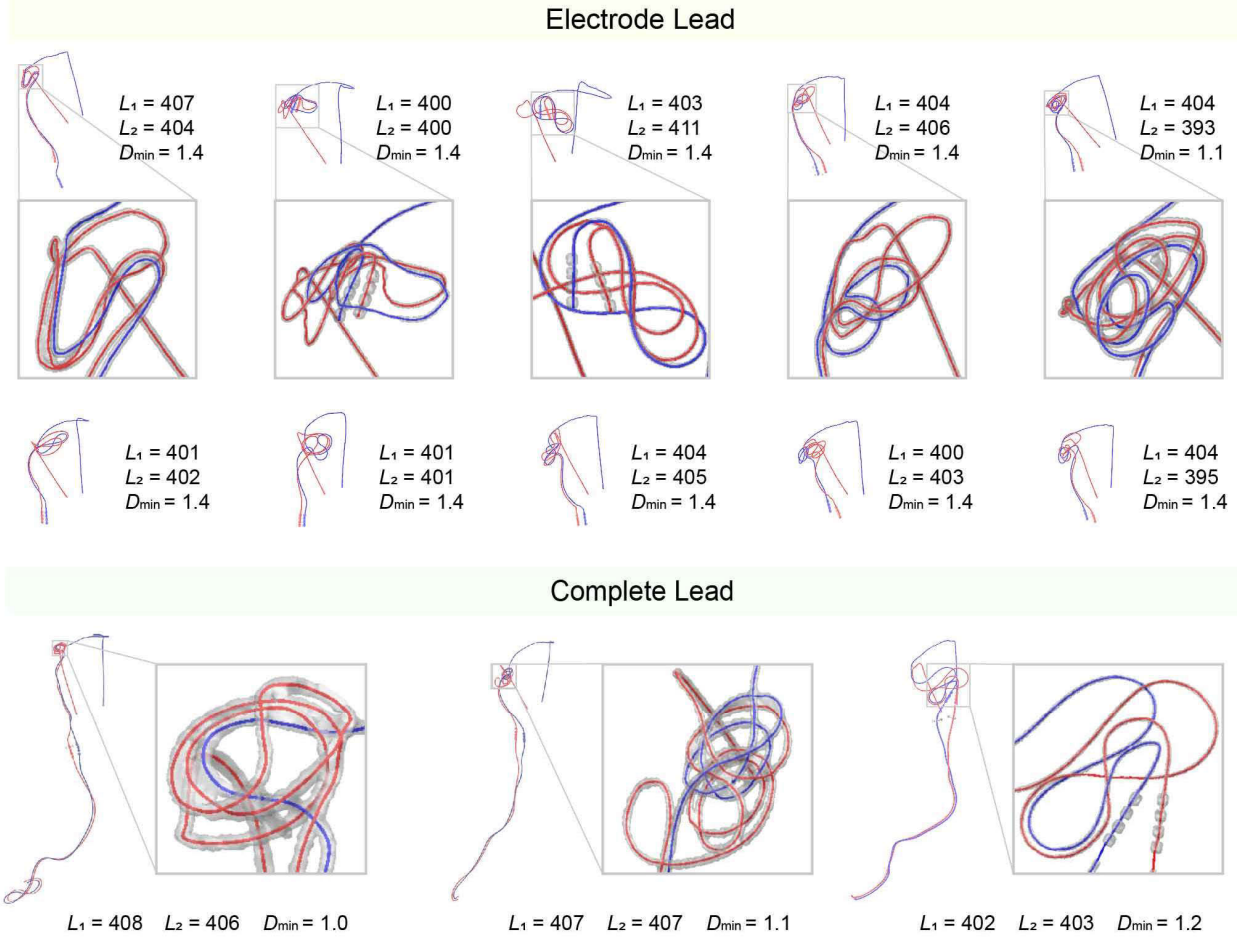 Electrode Lead
L₁ = 407
L₂ = 404
Dmin = 1.4
L₁ = 400
L₂ = 400
Dmin = 1.4
L₁ = 403
L₂ = 411
Dmin = 1.4
L₁ = 404
L₂ = 406
Dmin = 1.4
L₁ = 404
L₂ = 393
Dmin = 1.1
L₁ = 401
L₂ = 402
Dmin = 1.4
L₁ = 401
L₂ = 401
Dmin = 1.4
L₁ = 404
L₂ = 405
Dmin = 1.4
L₁ = 400
L₂ = 403
Dmin = 1.4
L₁ = 404
L₂ = 395
Dmin = 1.4
Complete Lead
L₁ = 408 L₂ = 406 Dmin = 1.0
L₁ = 407 L₂ = 407 Dmin = 1.1
L₁ = 402 L₂ = 403 Dmin = 1.2